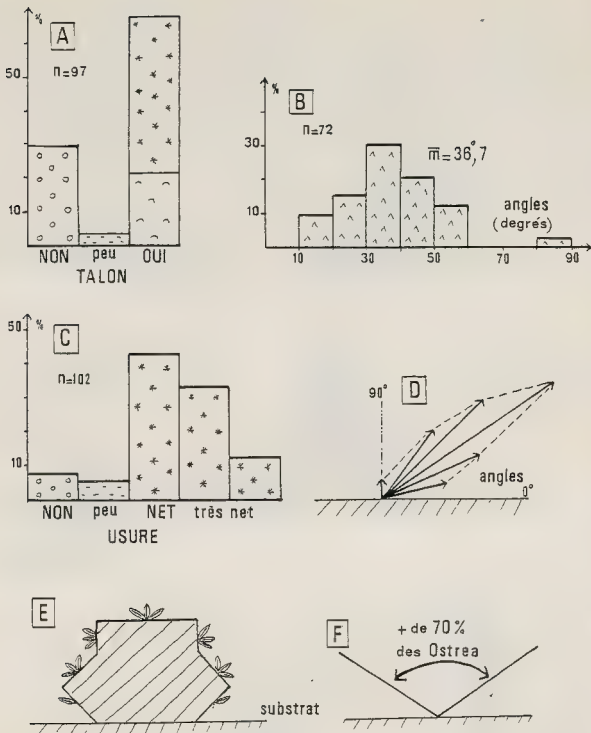 %
A
50
n=97
10
NON peu OUI
TALON
%
B
n=72
30
m̅=36°,7
angles
(degrés)
10
10 30 50 70 90
50 %
C
n=102
10
NON peu NET très net
USURE
90°
D
angles
0°
E
substrat
F
+ de 70%
des Ostrea